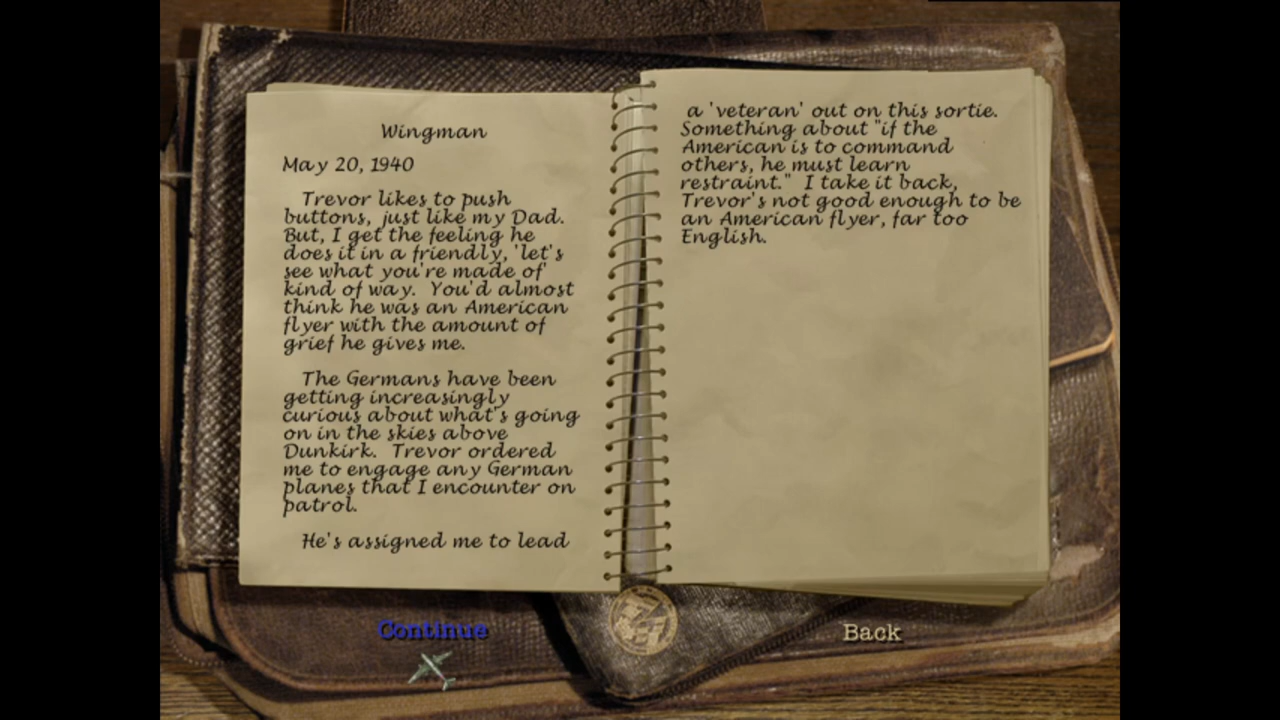 Wingman
May 20, 1940
Trevor likes to push
buttons, just like my Dad.
But, I get the feeling he
does it in a friendly, 'let's
see what you're made of'
kind of way.  You'd almost
think he was an American
flyer with the amount of
grief he gives me.
The Germans have been
getting increasingly
curious about what's going
on in the skies above
Dunkirk.  Trevor ordered
me to engage any German
planes that I encounter on
patrol.
He's assigned me to lead
a 'veteran' out on this sortie.
Something about "if the
American is to command
others, he must learn
restraint."  I take it back,
Trevor's not good enough to be
an American flyer, far too
English.
Continue
Back